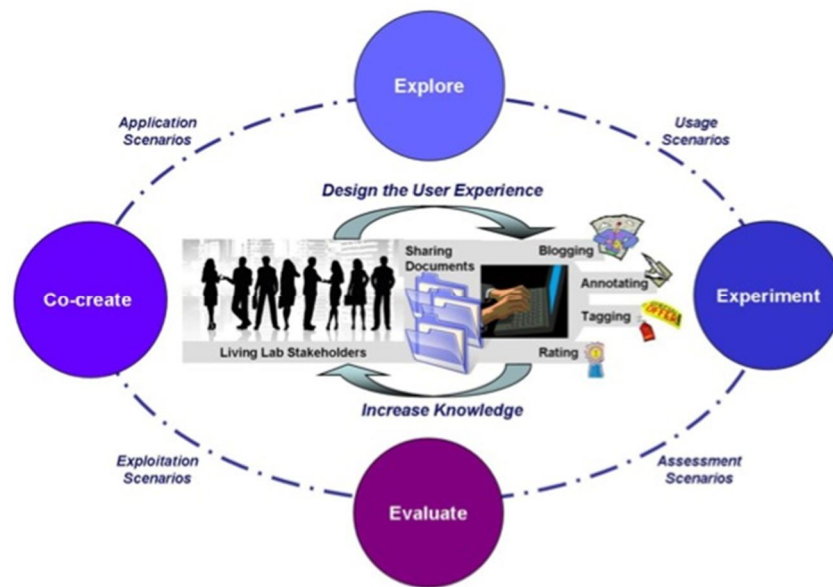 Explore
Application
Scenarios
Usage
Scenarios
Design the User Experience
Sharing
Documents
Blogging
Annotating
Tagging
Rating
Co-create
Experiment
Living Lab Stakeholders
Increase Knowledge
Exploitation
Scenarios
Assessment
Scenarios
Evaluate